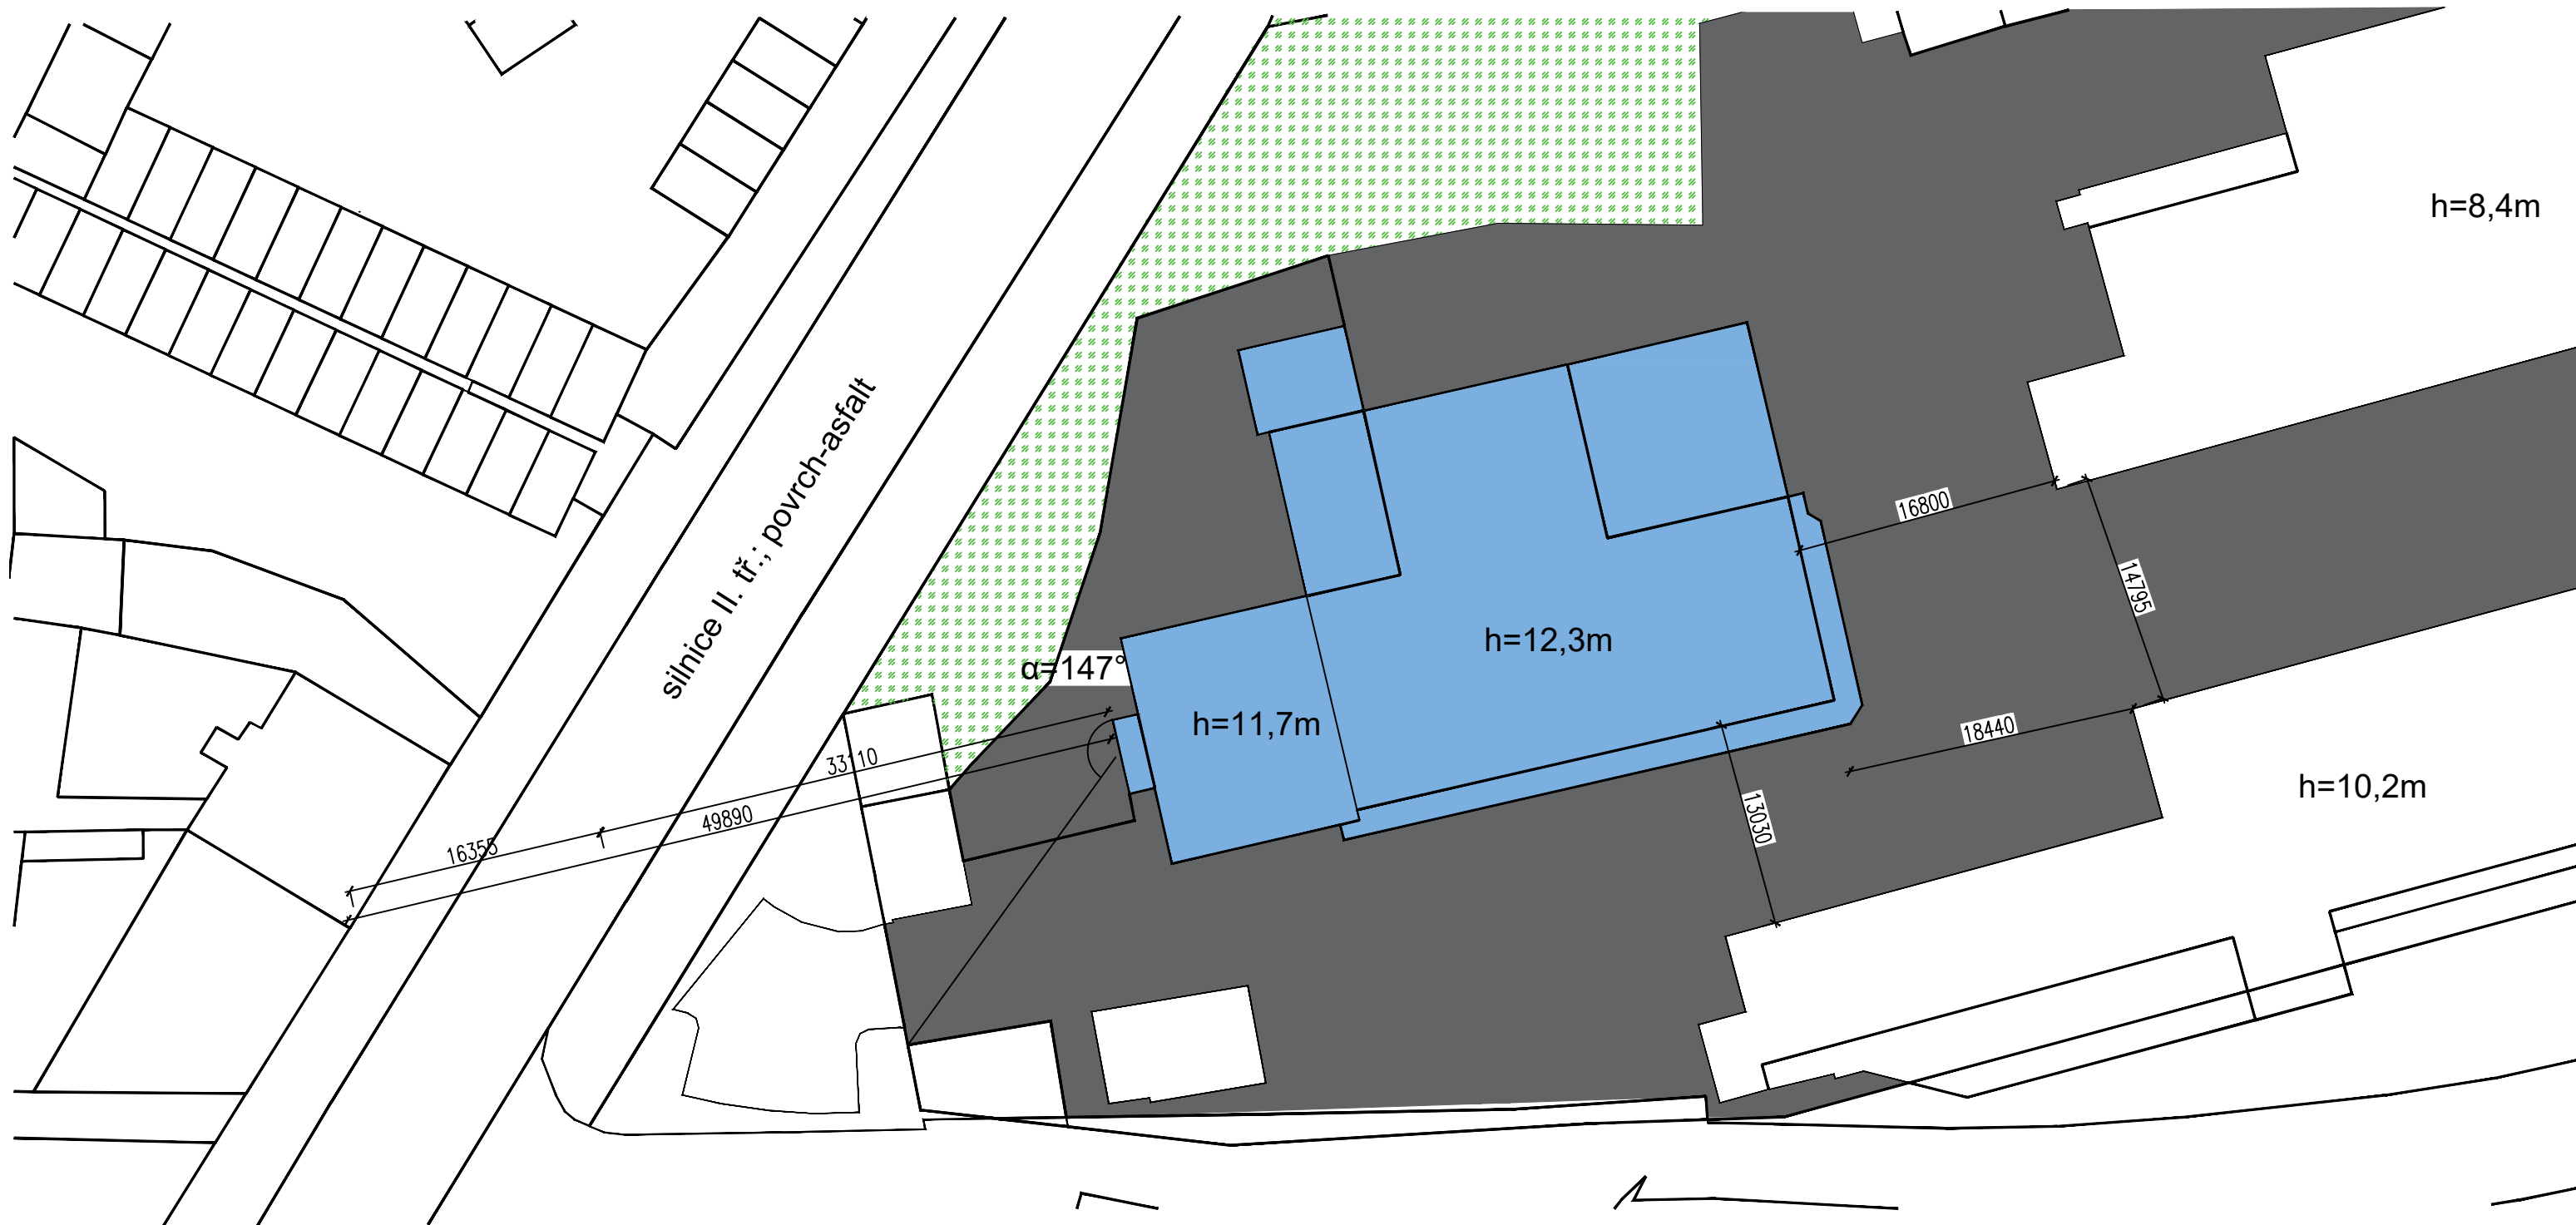 h=8,4m
silnice II. tř.; povrch-asfalt
16800
14795
h=12,3m
α=147°
h=11,7m
18440
33110
h=10,2m
49890
13030
16355